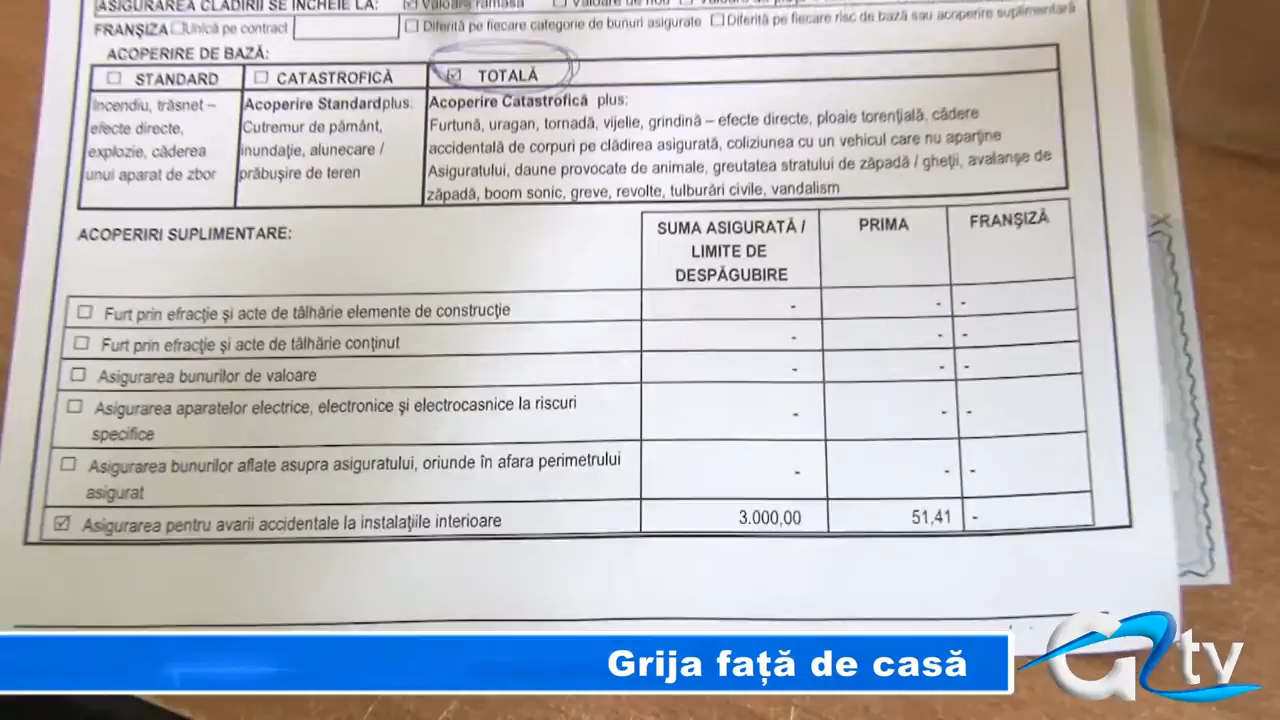 ASIGURAREA CLĂDIRII SE ÎNCHEIE LA: ☑ Valoare rămasă ☐ Valoare de nou
FRANȘIZA ☐ Unică pe contract ☐ Diferită pe fiecare categorie de bunuri asigurate ☐ Diferită pe fiecare risc de bază sau acoperire suplimentară
ACOPERIRE DE BAZĂ:
☐ STANDARD ☐ CATASTROFICĂ ☑ TOTALĂ
Incendiu, trăsnet –
efecte directe,
explozie, căderea
unui aparat de zbor
Acoperire Standard plus:
Cutremur de pământ,
inundație, alunecare /
prăbușire de teren
Acoperire Catastrofică plus:
Furtună, uragan, tornadă, vijelie, grindină – efecte directe, ploaie torențială, cădere
accidentală de corpuri pe clădirea asigurată, coliziunea cu un vehicul care nu aparține
Asiguratului, daune provocate de animale, greutatea stratului de zăpadă / gheții, avalanșe de
zăpadă, boom sonic, greve, revolte, tulburări civile, vandalism
ACOPERIRI SUPLIMENTARE:
SUMA ASIGURATĂ /
LIMITE DE
DESPĂGUBIRE
PRIMA
FRANȘIZĂ
☐ Furt prin efracție și acte de tâlhărie elemente de construcție - - -
☐ Furt prin efracție și acte de tâlhărie conținut - - -
☐ Asigurarea bunurilor de valoare - - -
☐ Asigurarea aparatelor electrice, electronice și electrocasnice la riscuri
specifice - - -
☐ Asigurarea bunurilor aflate asupra asiguratului, oriunde în afara perimetrului
asigurat - - -
☑ Asigurarea pentru avarii accidentale la instalațiile interioare 3.000,00 51,41 -
Grija față de casă
G2 tv